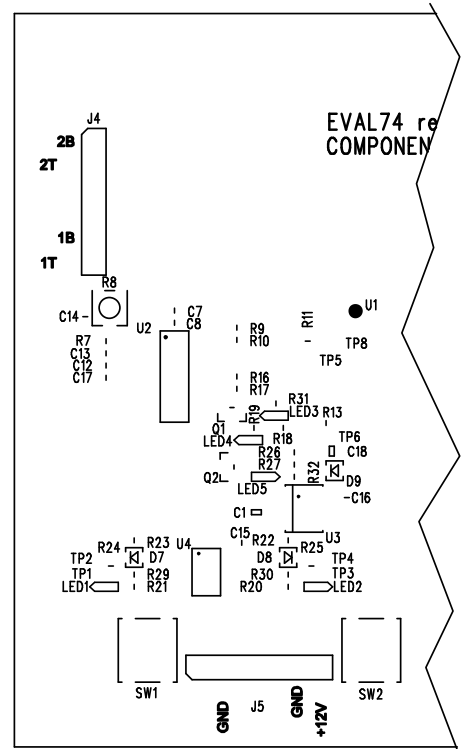 J4
2B
2T
EVAL74 re
COMPONEN
1B
1T
R8
C14
U2
C7
C8
R11
U1
R9
R10
TP8
TP5
R7
C13
C12
C17
R16
R17
R31
R19
LED3
R13
Q1
LED4
R18
TP6
R26
C18
R27
R32
Q2
LED5
D9
C16
C1
C15
U3
R24
R23
U4
R22
R25
TP2
D7
D8
TP4
TP1
R29
R30
TP3
LED1
R21
R20
LED2
SW1
SW2
GND
J5
GND
+12V